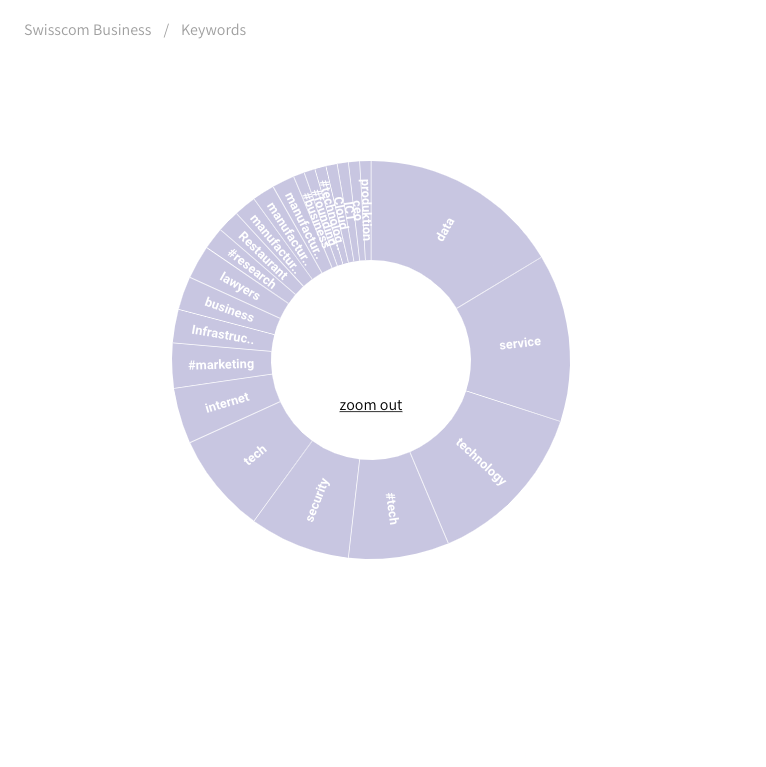 Swisscom Business / Keywords
data
service
technology
#tech
security
tech
internet
#marketing
Infrastruc..
business
lawyers
#research
Restaurant
manufactur..
manufactur..
manufactur..
#business
#founding
#technolog..
Cloud
ICT
ceo
produktion
zoom out